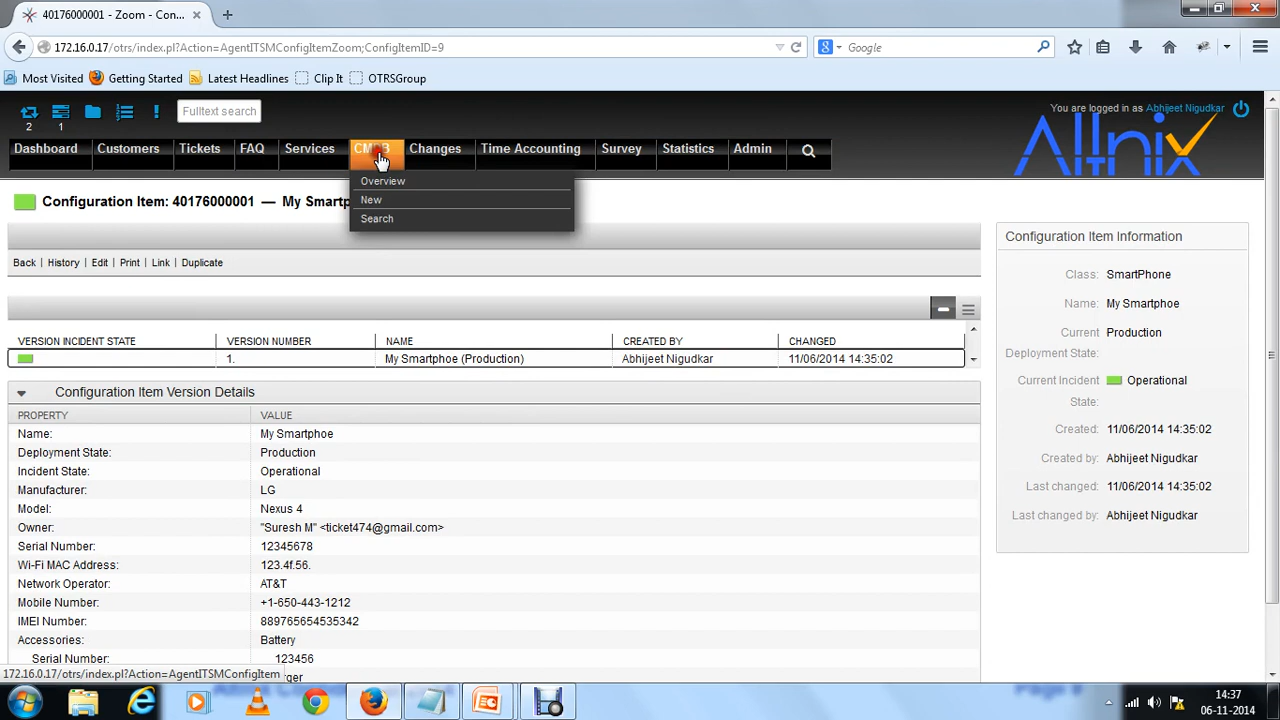 40176000001 - Zoom - Con...
172.16.0.17/otrs/index.pl?Action=AgentITSMConfigItemZoom;ConfigItemID=9
Google
Most Visited
Getting Started
Latest Headlines
Clip It
OTRSGroup
2
1
Fulltext search
You are logged in as Abhijeet Nigudkar
Alnix
Dashboard
Customers
Tickets
FAQ
Services
CMDB
Changes
Time Accounting
Survey
Statistics
Admin
Overview
New
Search
Configuration Item: 40176000001 — My Smartp
Back | History | Edit | Print | Link | Duplicate
VERSION INCIDENT STATE
VERSION NUMBER
NAME
CREATED BY
CHANGED
1.
My Smartphoe (Production)
Abhijeet Nigudkar
11/06/2014 14:35:02
Configuration Item Version Details
PROPERTY VALUE
Name: My Smartphoe
Deployment State: Production
Incident State: Operational
Manufacturer: LG
Model: Nexus 4
Owner: "Suresh M" <ticket474@gmail.com>
Serial Number: 12345678
Wi-Fi MAC Address: 123.4f.56.
Network Operator: AT&T
Mobile Number: +1-650-443-1212
IMEI Number: 889765654535342
Accessories: Battery
Serial Number: 123456
Configuration Item Information
Class: SmartPhone
Name: My Smartphoe
Current Production
Deployment State:
Current Incident Operational
State:
Created: 11/06/2014 14:35:02
Created by: Abhijeet Nigudkar
Last changed: 11/06/2014 14:35:02
Last changed by: Abhijeet Nigudkar
172.16.0.17/otrs/index.pl?Action=AgentITSMConfigItem
14:37
06-11-2014